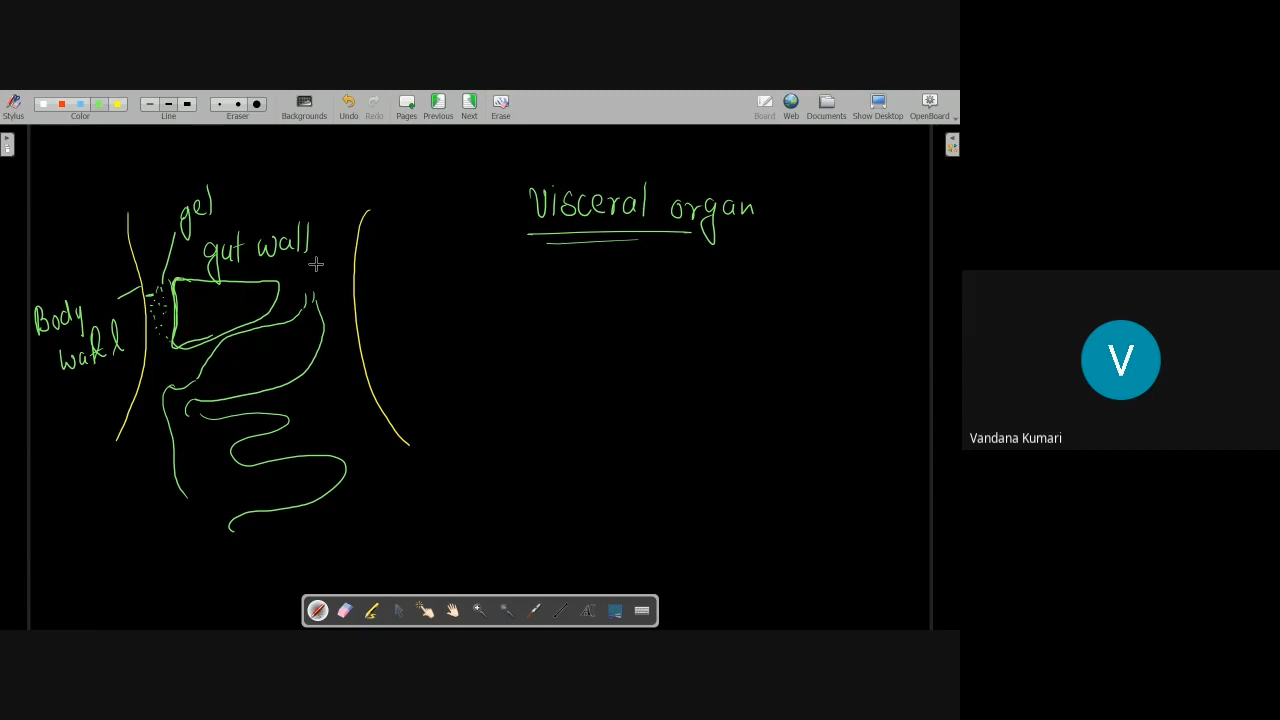 Stylus
Color
Line
Eraser
Backgrounds
Undo
Redo
Pages
Previous
Next
Erase
Board
Web
Documents
Show Desktop
OpenBoard
Visceral organ
gel
gut wall
Body
wall
V
Vandana Kumari